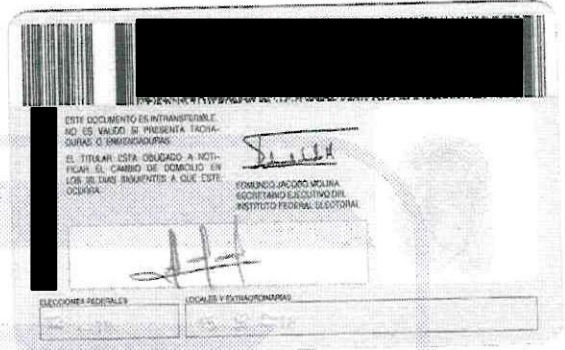 ESTE DOCUMENTO ES INTRANSFERIBLE.
NO ES VALIDO SI PRESENTA TACHA-
DURAS O ENMENDADURAS.
EL TITULAR ESTA OBLIGADO A NOTI-
FICAR EL CAMBIO DE DOMICILIO EN
LOS 30 DIAS SIGUIENTES A QUE ESTE
OCURRA.
EDMUNDO JACOBO MOLINA
SECRETARIO EJECUTIVO DEL
INSTITUTO FEDERAL ELECTORAL
ELECCIONES FEDERALES
LOCALES Y EXTRAORDINARIAS